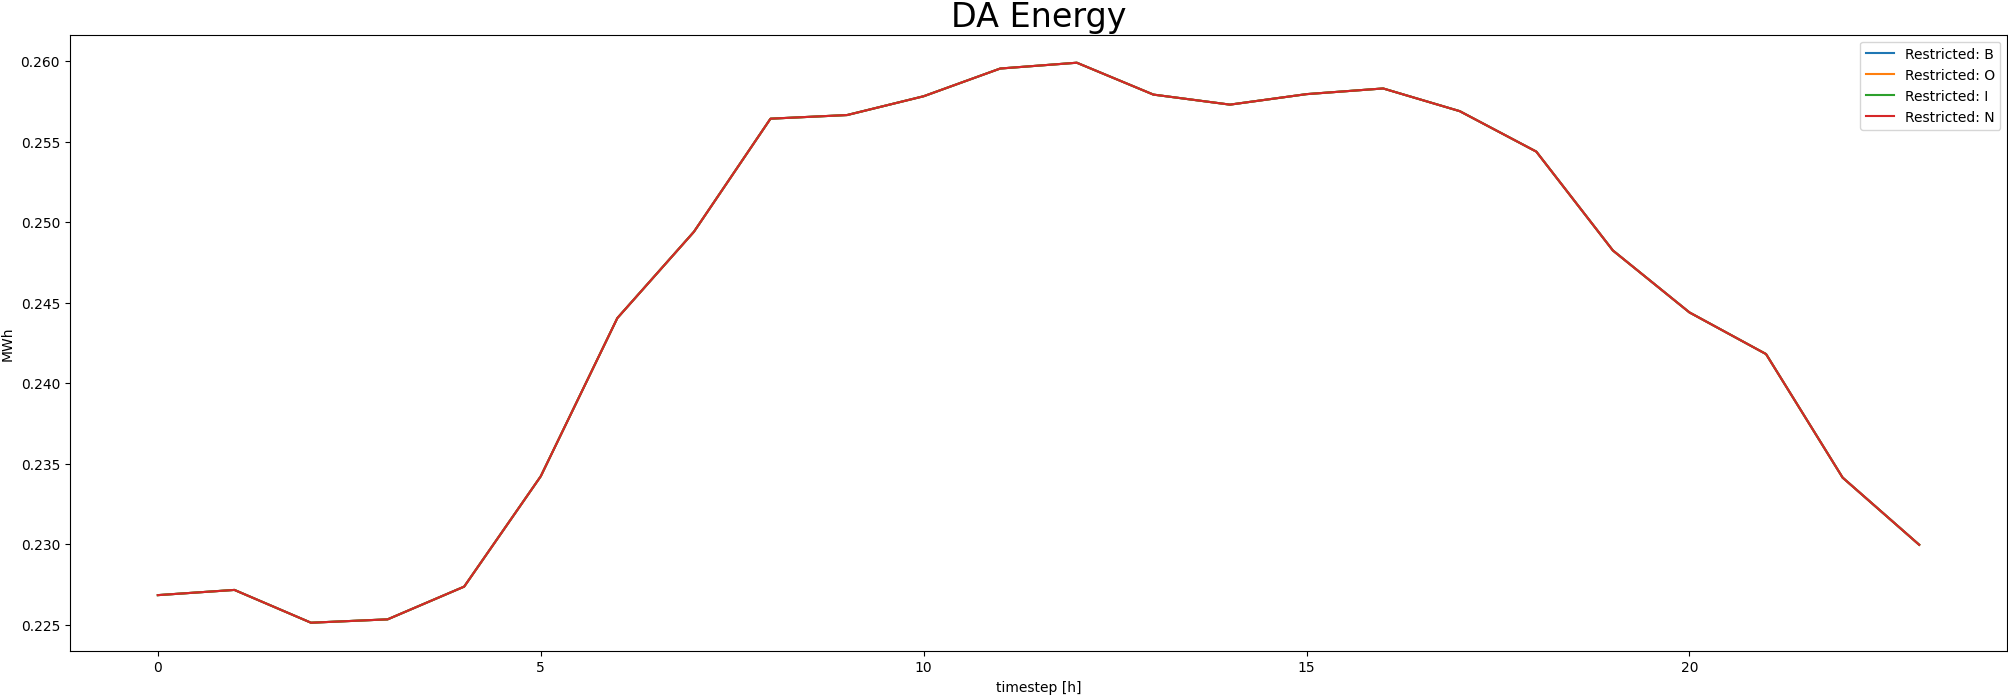 DA Energy
Restricted: B
Restricted: O
Restricted: I
Restricted: N
0.260
0.255
0.250
0.245
0.240
0.235
0.230
0.225
MWh
0
5
10
15
20
timestep [h]